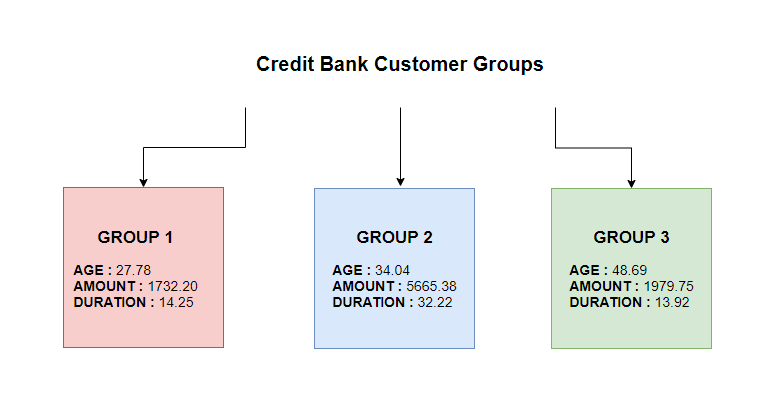 Credit Bank Customer Groups
GROUP 1
AGE : 27.78
AMOUNT : 1732.20
DURATION : 14.25
GROUP 2
AGE : 34.04
AMOUNT : 5665.38
DURATION : 32.22
GROUP 3
AGE : 48.69
AMOUNT : 1979.75
DURATION : 13.92